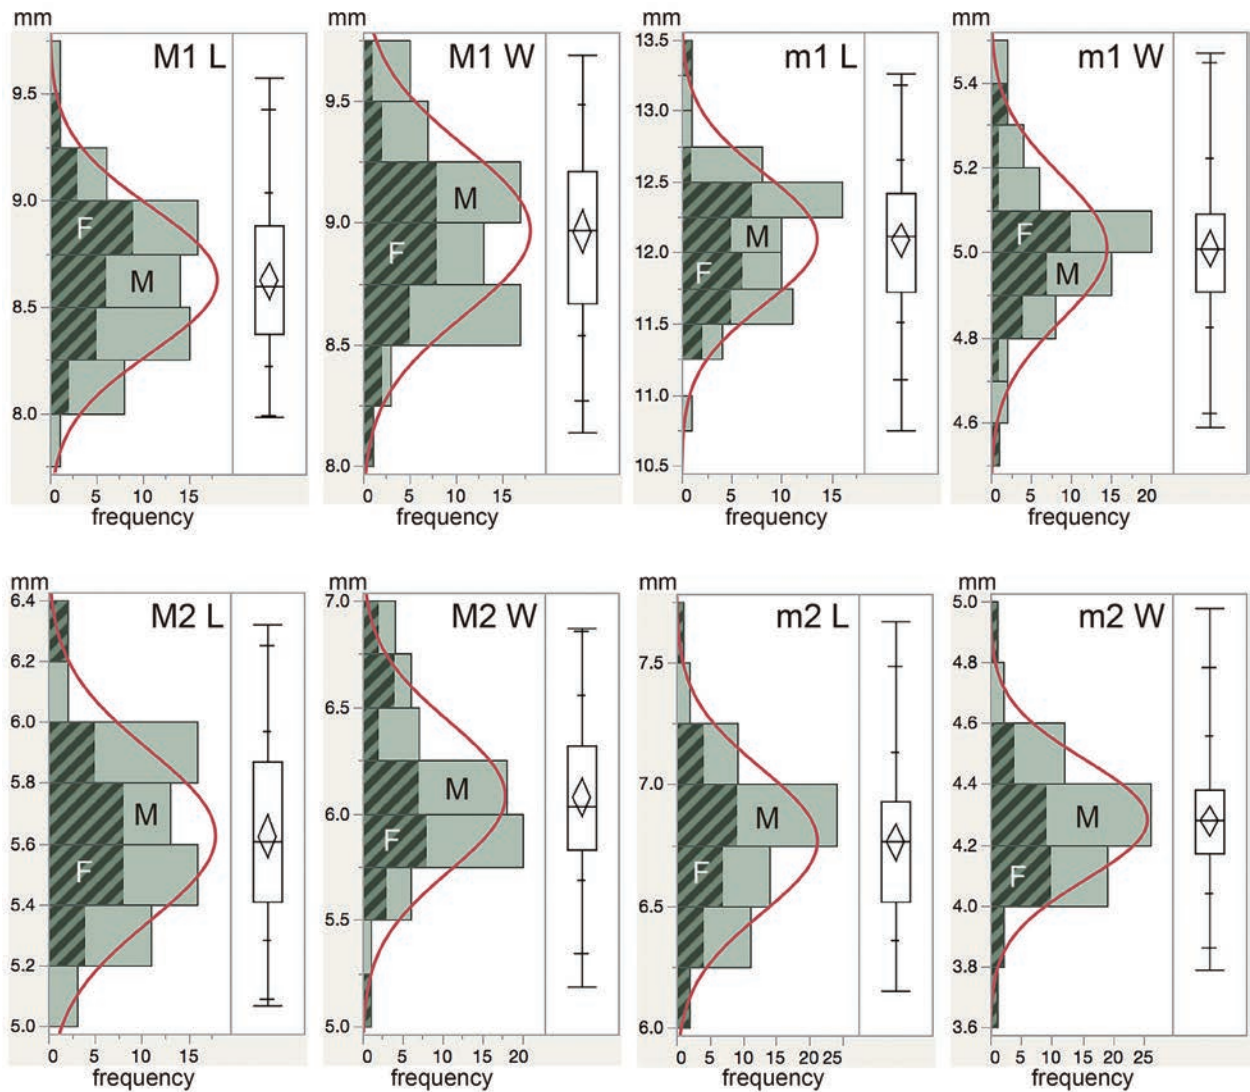 mm
M1 L
9.5
9.0
8.5
8.0
F
M
0 5 10 15
frequency
mm
M1 W
9.5
9.0
8.5
8.0
M
F
0 5 10 15
frequency
mm
m1 L
13.5
13.0
12.5
12.0
11.5
11.0
10.5
M
F
0 5 10 15
frequency
mm
m1 W
5.4
5.2
5.0
4.8
4.6
F
M
0 5 10 15 20
frequency
mm
M2 L
6.4
6.2
6.0
5.8
5.6
5.4
5.2
5.0
M
F
0 5 10 15
frequency
mm
M2 W
7.0
6.5
6.0
5.5
5.0
M
F
0 5 10 15 20
frequency
mm
m2 L
7.5
7.0
6.5
6.0
M
F
0 5 10 15 20 25
frequency
mm
m2 W
5.0
4.8
4.6
4.4
4.2
4.0
3.8
3.6
M
F
0 5 10 15 20 25
frequency